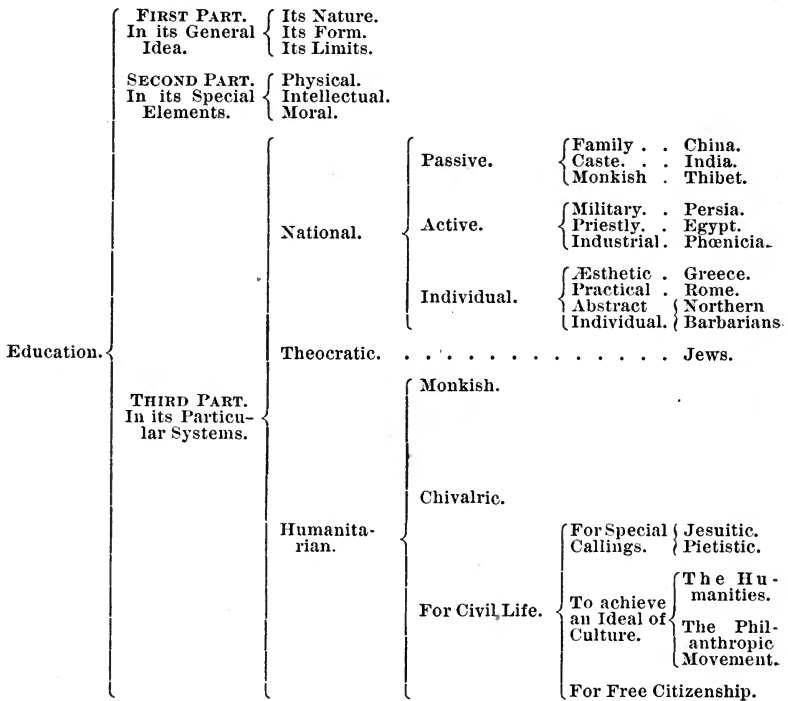 FIRST PART.
In its General
Idea.
Its Nature.
Its Form.
Its Limits.
SECOND PART.
In its Special
Elements.
Physical.
Intellectual.
Moral.
Education.
THIRD PART.
In its Particu-
lar Systems.
National.
Passive.
Family . . China.
Caste. . . India.
Monkish . Thibet.
Active.
Military. . Persia.
Priestly. . Egypt.
Industrial. Phœnicia.
Individual.
Æsthetic . Greece.
Practical . Rome.
Abstract
Individual.
Northern
Barbarians
Theocratic. . . . . . . . . . . . . . . Jews.
Humanita-
rian.
Monkish.
Chivalric.
For Civil Life.
For Special
Callings.
Jesuitic.
Pietistic.
To achieve
an Ideal of
Culture.
The Hu-
manities.
The Phil-
anthropic
Movement.
For Free Citizenship.